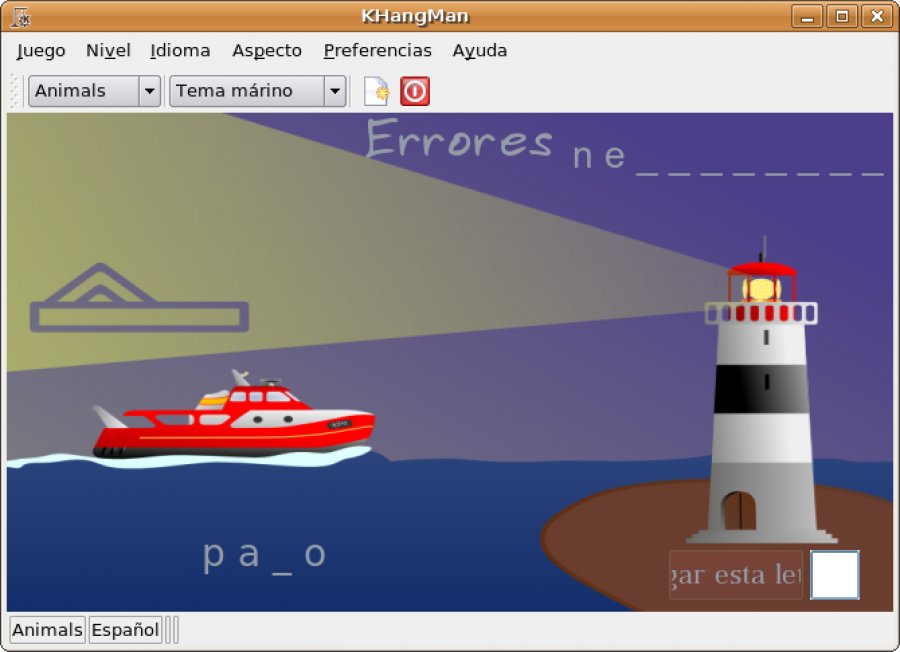 KHangMan
Juego Nivel Idioma Aspecto Preferencias Ayuda
Animals Tema márino
Errores n e _ _ _ _ _ _ _ _
p a _ o
gar esta let
Animals Español